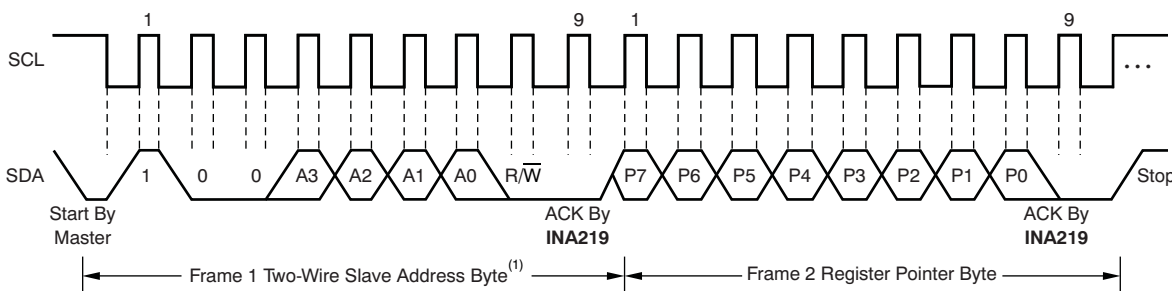 1 9 1 9
SCL ...
SDA 1 0 0 A3 A2 A1 A0 R/W̅ P7 P6 P5 P4 P3 P2 P1 P0 Stop
Start By Master
ACK By INA219
ACK By INA219
Frame 1 Two-Wire Slave Address Byte(1)
Frame 2 Register Pointer Byte